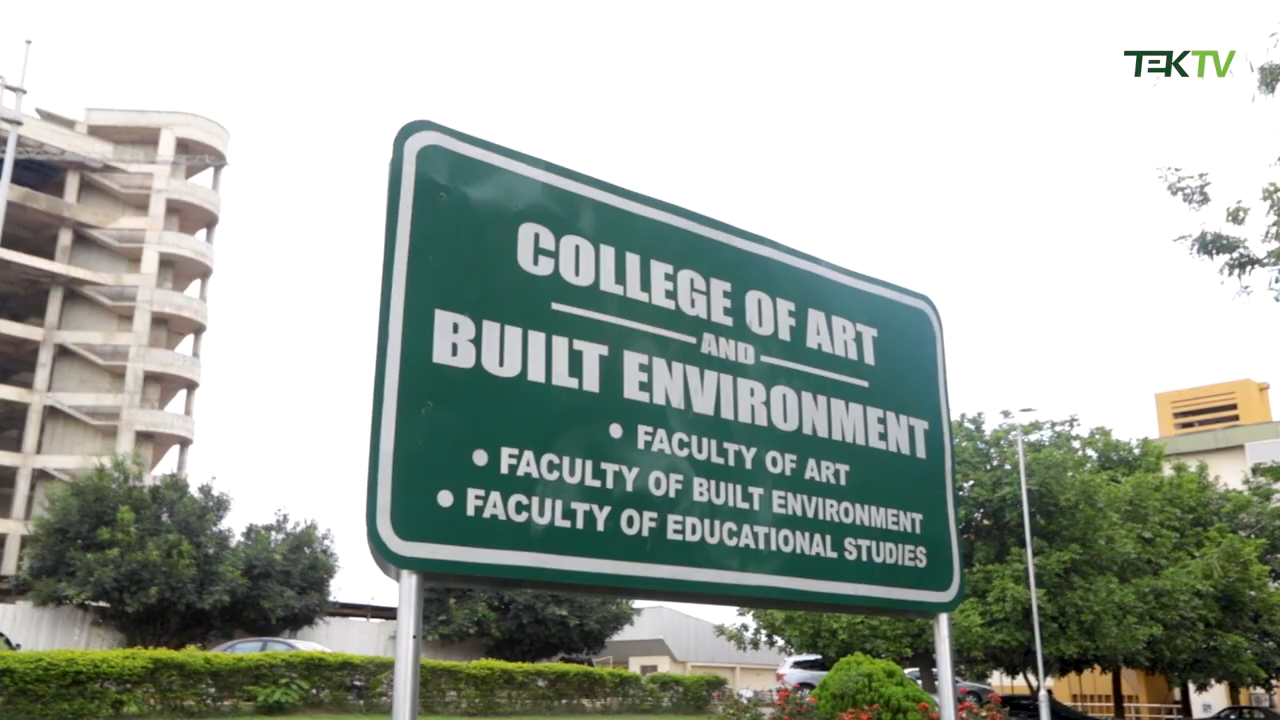 TEKTV
COLLEGE OF ART
AND
BUILT ENVIRONMENT
• FACULTY OF ART
• FACULTY OF BUILT ENVIRONMENT
• FACULTY OF EDUCATIONAL STUDIES